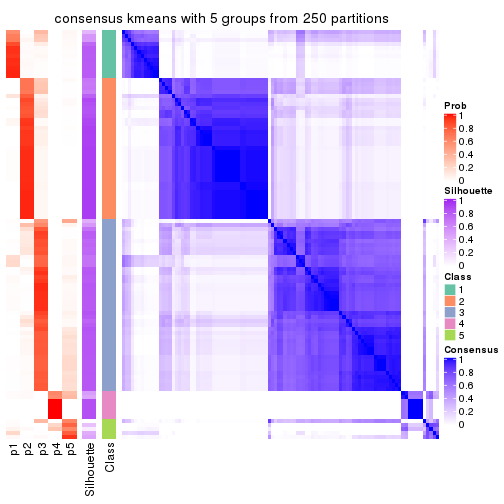 consensus kmeans with 5 groups from 250 partitions
Prob
1
0.8
0.6
0.4
0.2
0
Silhouette
1
0.8
0.6
0.4
0.2
0
Class
1
2
3
4
5
Consensus
1
0.8
0.6
0.4
0.2
0
p1
p2
p3
p4
p5
Silhouette
Class